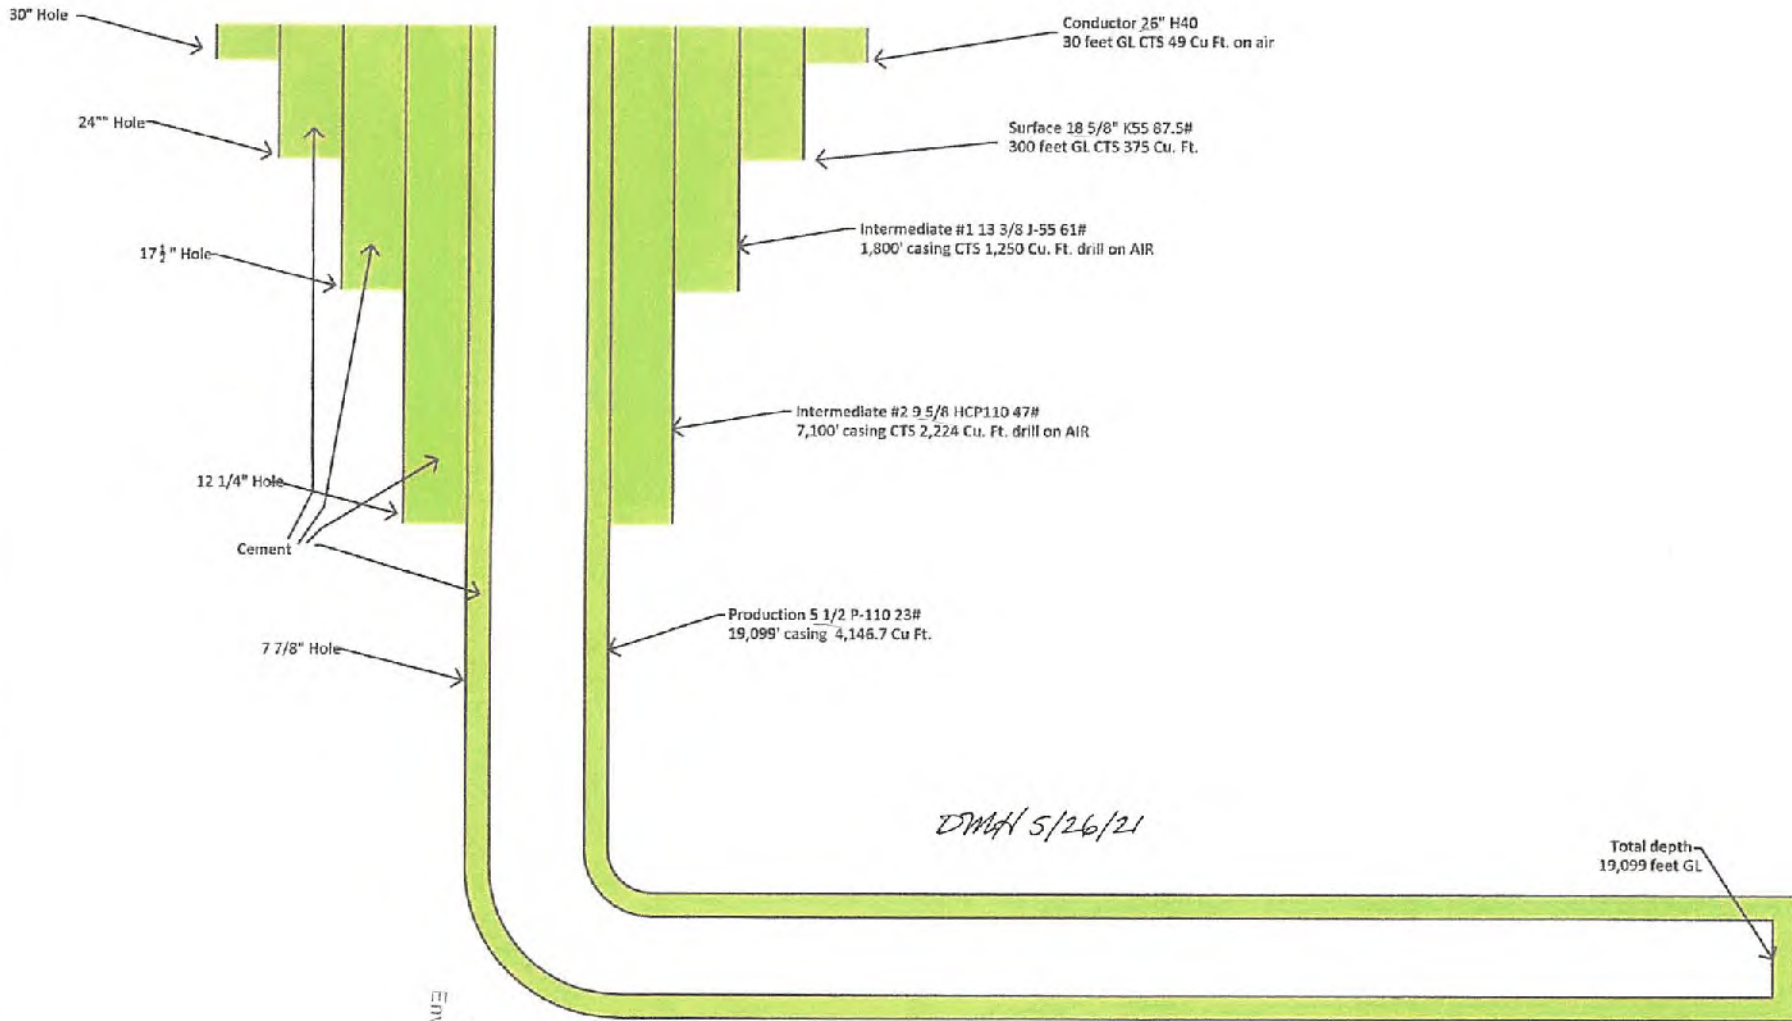 30" Hole
Conductor 26" H40
30 feet GL CTS 49 Cu Ft. on air
24"" Hole
Surface 18 5/8" K55 87.5#
300 feet GL CTS 375 Cu. Ft.
17 1/2" Hole
Intermediate #1 13 3/8 J-55 61#
1,800' casing CTS 1,250 Cu. Ft. drill on AIR
Intermediate #2 9 5/8 HCP110 47#
7,100' casing CTS 2,224 Cu. Ft. drill on AIR
12 1/4" Hole
Cement
Production 5 1/2 P-110 23#
19,099' casing 4,146.7 Cu Ft.
7 7/8" Hole
DMH 5/26/21
Total depth
19,099 feet GL